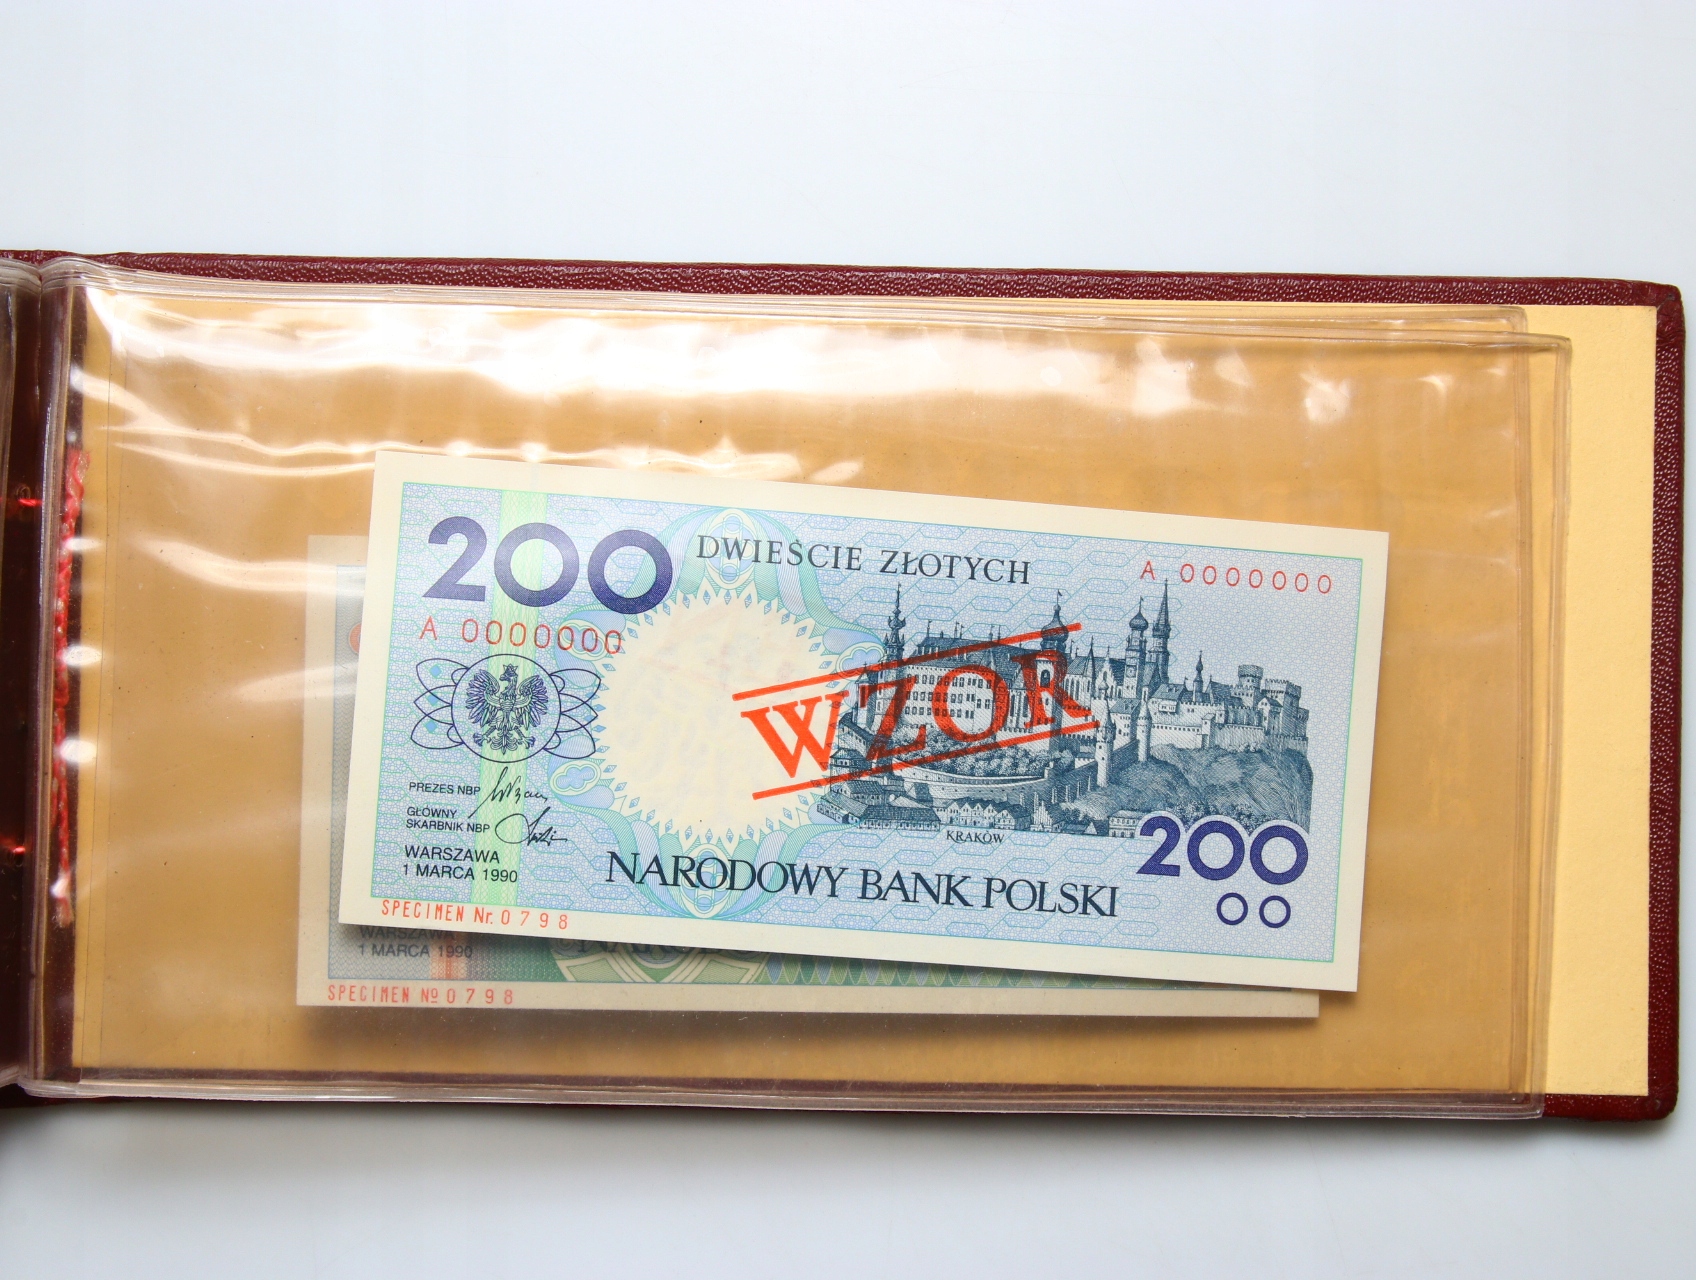 200
DWIEŚCIE ZŁOTYCH
A 0000000
A 0000000
WZÓR
PREZES NBP
GŁÓWNY
SKARBNIK NBP
WARSZAWA
1 MARCA 1990
KRAKÓW
NARODOWY BANK POLSKI
200
00
SPECIMEN Nr. 0798
WARSZAWA
1 MARCA 1990
SPECIMEN № 0798